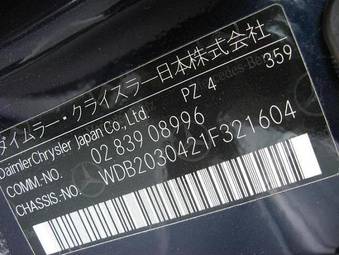 ダイムラー・クライスラー日本株式会社
DaimlerChrysler Japan Co., Ltd. PZ 4 359
COMM.-NO. 02 839 08996
CHASSIS.-NO. WDB2030421F321604